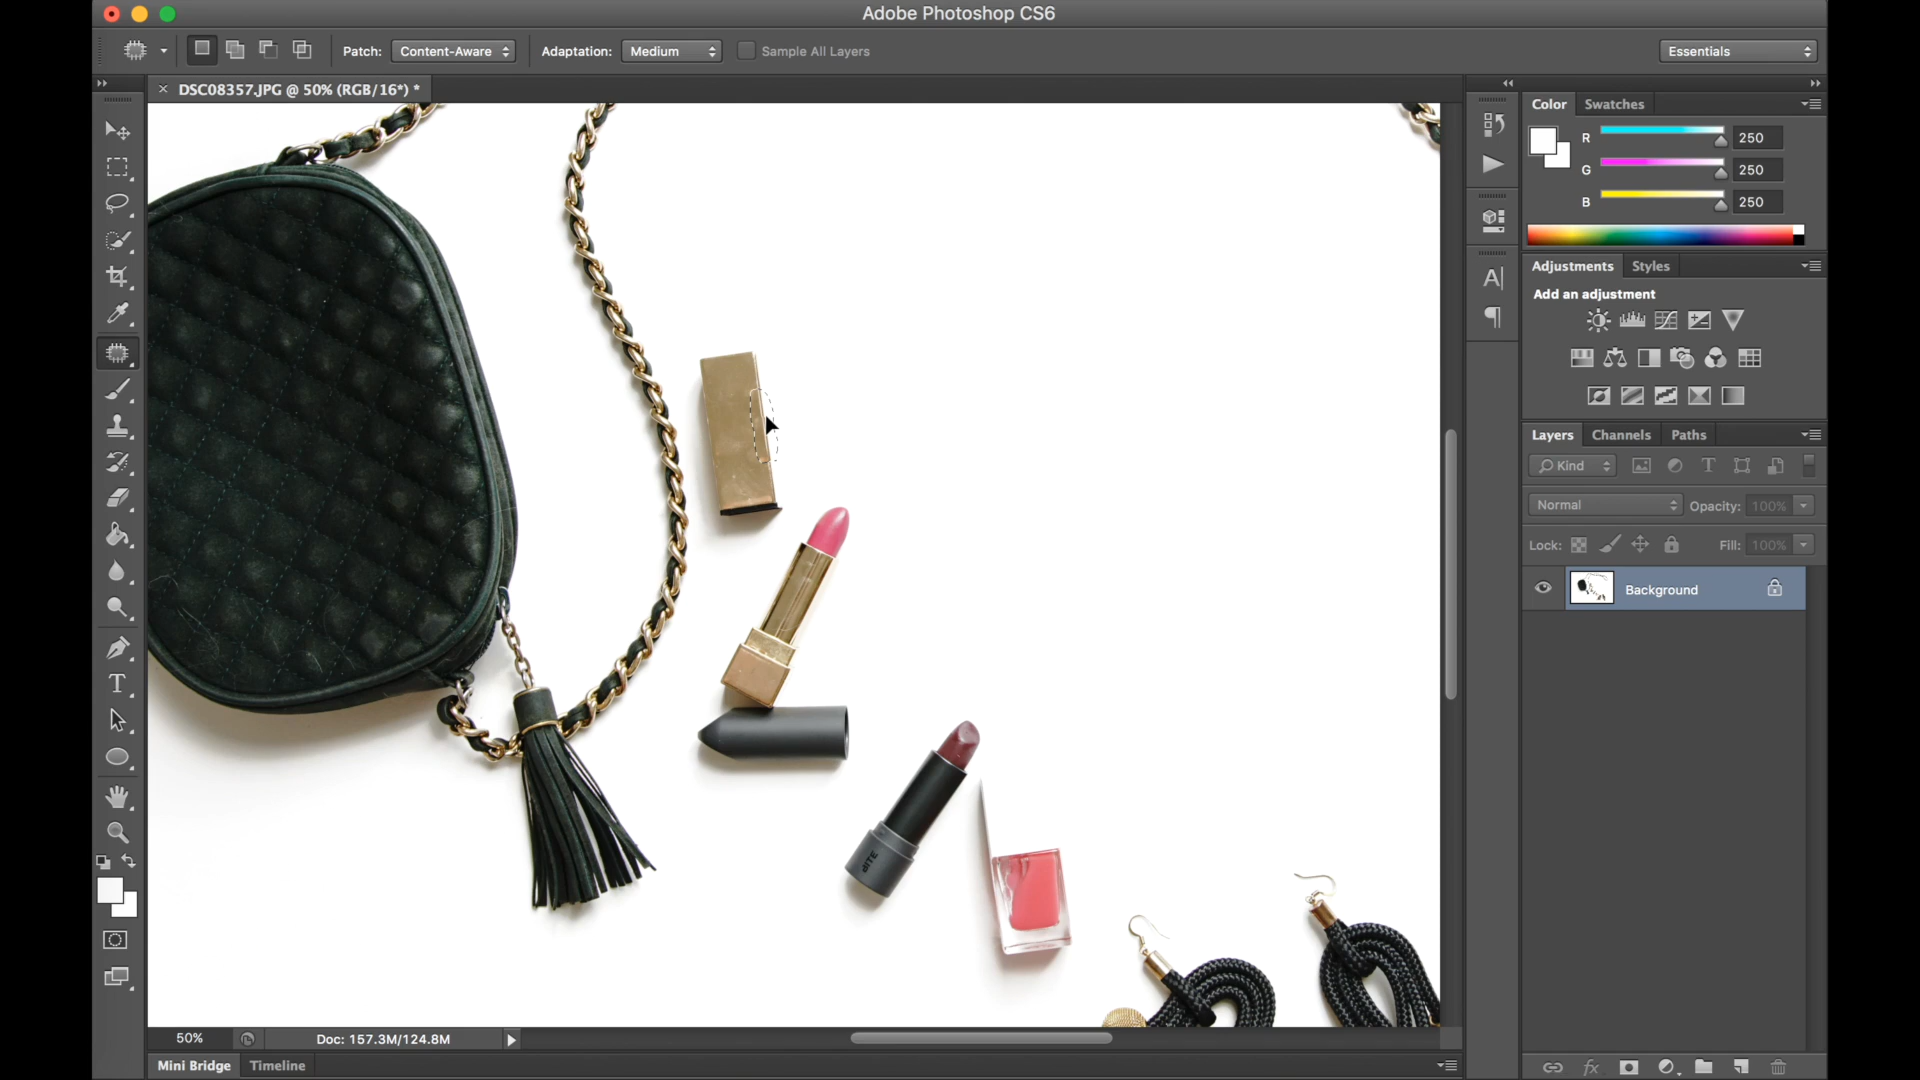 Adobe Photoshop CS6
Patch: Content-Aware Adaptation: Medium Sample All Layers Essentials
× DSC08357.JPG @ 50% (RGB/16*) *
Color Swatches
R 250
G 250
B 250
Adjustments Styles
Add an adjustment
Layers Channels Paths
Kind T
Normal Opacity: 100%
Lock: Fill: 100%
Background
T
A
BITE
50% Doc: 157.3M/124.8M
Mini Bridge Timeline
fx